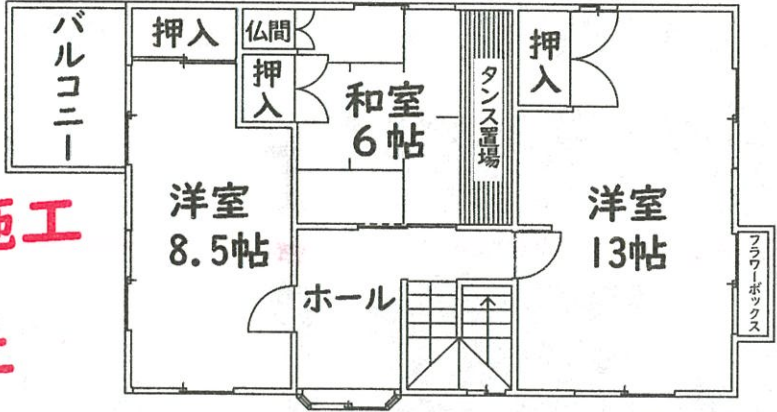 バルコニー
押入
仏間
押入
和室
6帖
タンス置場
押入
洋室
8.5帖
洋室
13帖
ホール
フラワーボックス
施工